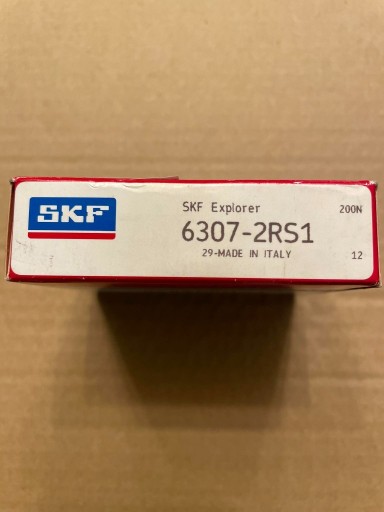 SKF
SKF Explorer 200N
6307-2RS1
29-MADE IN ITALY 12